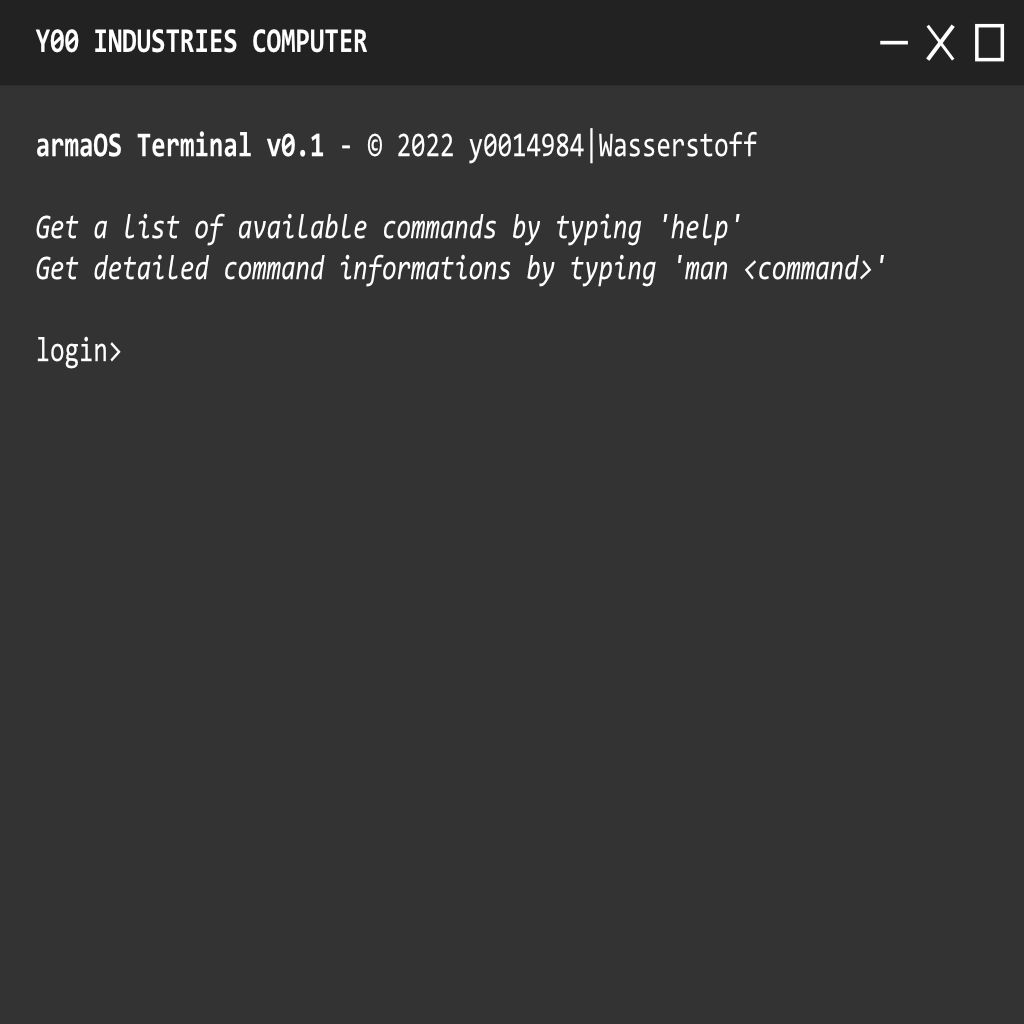 Y00 INDUSTRIES COMPUTER
armaOS Terminal v0.1 - © 2022 y0014984|Wasserstoff
Get a list of available commands by typing 'help'
Get detailed command informations by typing 'man <command>'
login>